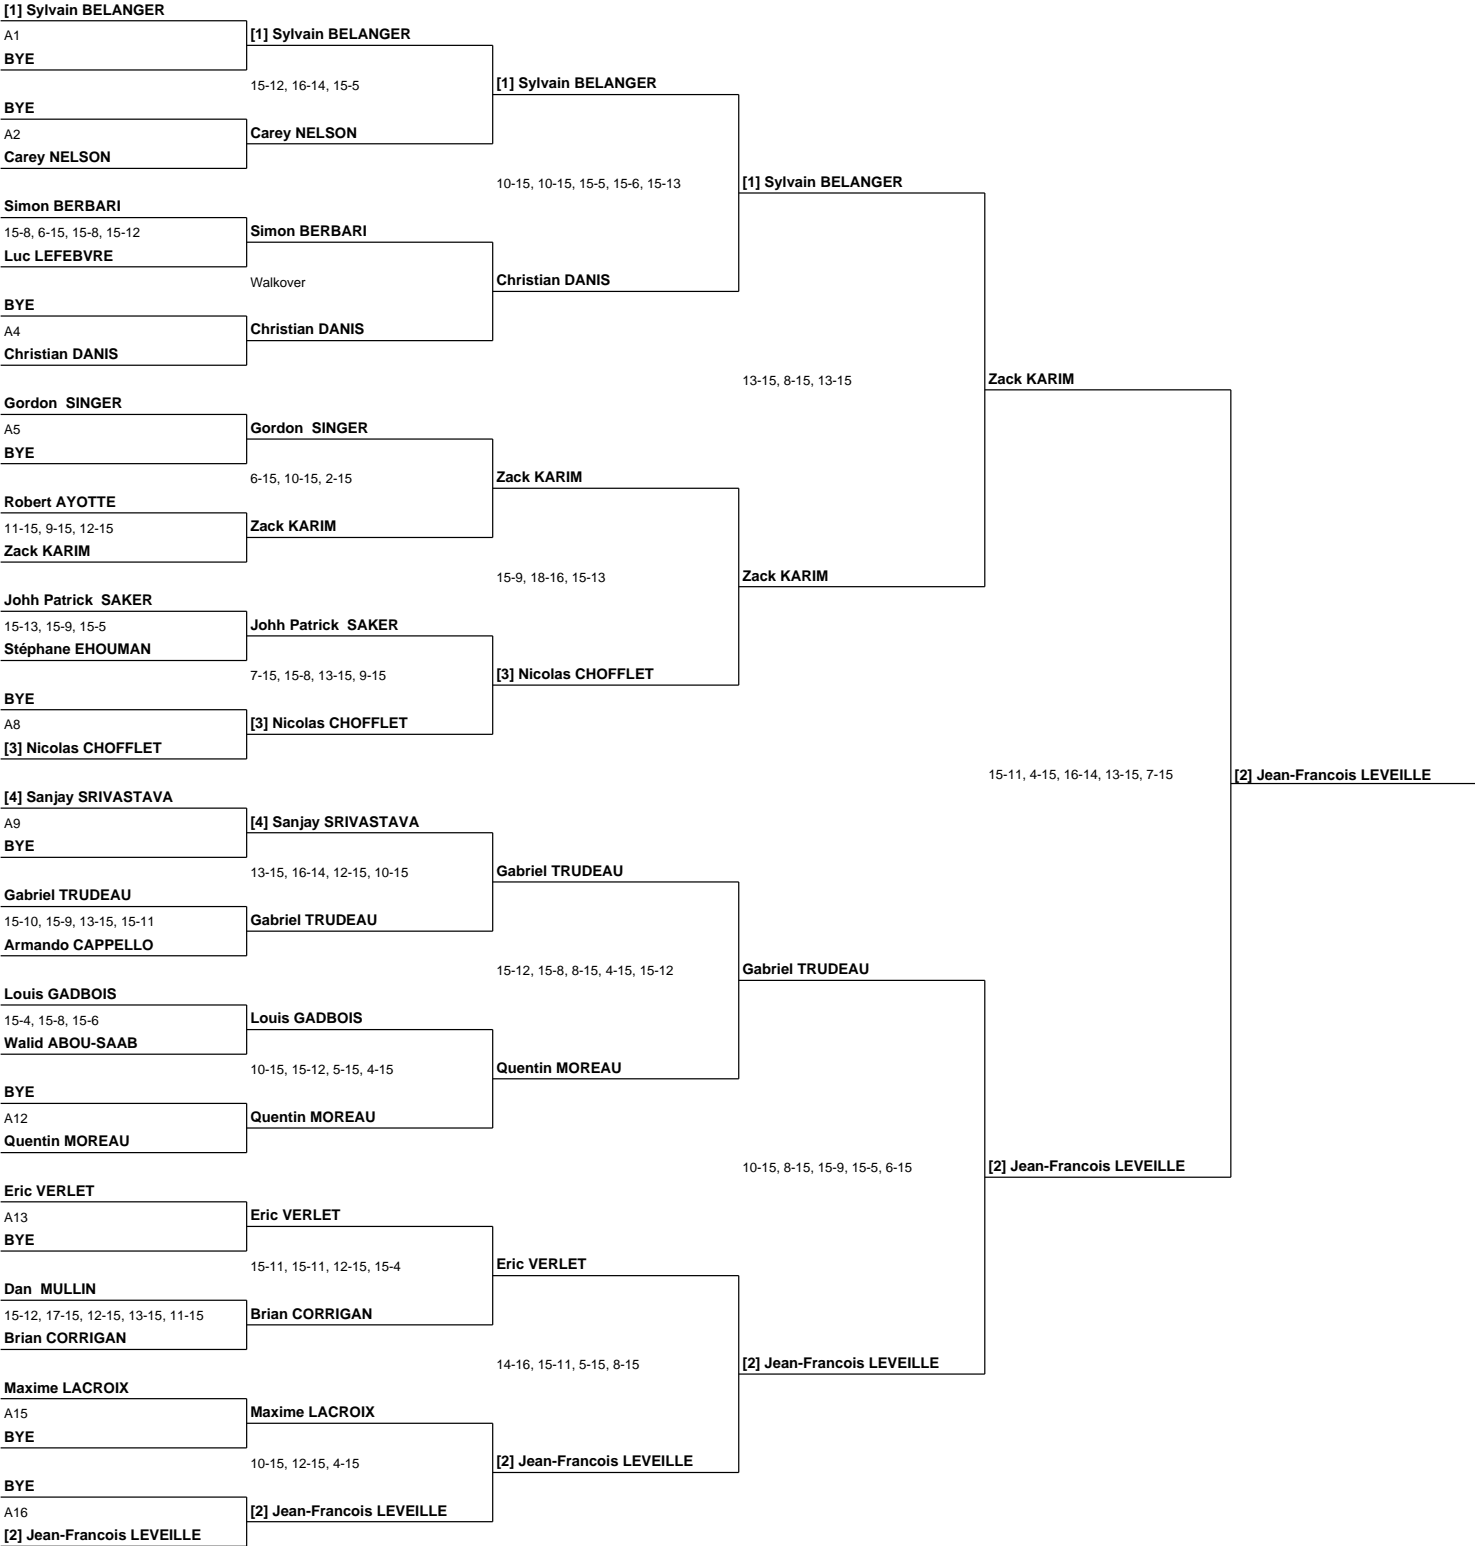 [1] Sylvain BELANGER
A1
BYE
BYE
A2
Carey NELSON
Simon BERBARI
15-8, 6-15, 15-8, 15-12
Luc LEFEBVRE
BYE
A4
Christian DANIS
Gordon  SINGER
A5
BYE
Robert AYOTTE
11-15, 9-15, 12-15
Zack KARIM
Johh Patrick  SAKER
15-13, 15-9, 15-5
Stéphane EHOUMAN
BYE
A8
[3] Nicolas CHOFFLET
[4] Sanjay SRIVASTAVA
A9
BYE
Gabriel TRUDEAU
15-10, 15-9, 13-15, 15-11
Armando CAPPELLO
Louis GADBOIS
15-4, 15-8, 15-6
Walid ABOU-SAAB
BYE
A12
Quentin MOREAU
Eric VERLET
A13
BYE
Dan  MULLIN
15-12, 17-15, 12-15, 13-15, 11-15
Brian CORRIGAN
Maxime LACROIX
A15
BYE
BYE
A16
[2] Jean-Francois LEVEILLE
[1] Sylvain BELANGER
15-12, 16-14, 15-5
Carey NELSON
Simon BERBARI
Walkover
Christian DANIS
Gordon  SINGER
6-15, 10-15, 2-15
Zack KARIM
Johh Patrick  SAKER
7-15, 15-8, 13-15, 9-15
[3] Nicolas CHOFFLET
[4] Sanjay SRIVASTAVA
13-15, 16-14, 12-15, 10-15
Gabriel TRUDEAU
Louis GADBOIS
10-15, 15-12, 5-15, 4-15
Quentin MOREAU
Eric VERLET
15-11, 15-11, 12-15, 15-4
Brian CORRIGAN
Maxime LACROIX
10-15, 12-15, 4-15
[2] Jean-Francois LEVEILLE
[1] Sylvain BELANGER
10-15, 10-15, 15-5, 15-6, 15-13
Christian DANIS
Zack KARIM
15-9, 18-16, 15-13
[3] Nicolas CHOFFLET
Gabriel TRUDEAU
15-12, 15-8, 8-15, 4-15, 15-12
Quentin MOREAU
Eric VERLET
14-16, 15-11, 5-15, 8-15
[2] Jean-Francois LEVEILLE
[1] Sylvain BELANGER
13-15, 8-15, 13-15
Zack KARIM
Gabriel TRUDEAU
10-15, 8-15, 15-9, 15-5, 6-15
[2] Jean-Francois LEVEILLE
Zack KARIM
15-11, 4-15, 16-14, 13-15, 7-15
[2] Jean-Francois LEVEILLE
[2] Jean-Francois LEVEILLE